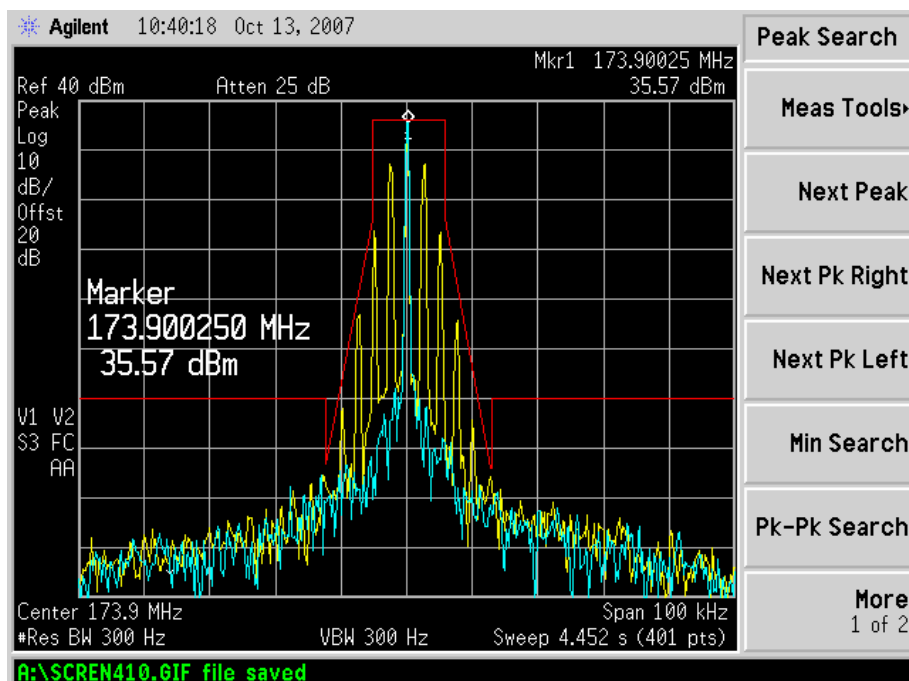 Agilent 10:40:18 Oct 13, 2007
Mkr1 173.90025 MHz
Ref 40 dBm Atten 25 dB 35.57 dBm
Peak
Log
10
dB/
Offst
20
dB
Marker
173.900250 MHz
35.57 dBm
V1 V2
S3 FC
AA
Center 173.9 MHz Span 100 kHz
#Res BW 300 Hz VBW 300 Hz Sweep 4.452 s (401 pts)
A:\SCREN410.GIF file saved
Peak Search
Meas Tools▸
Next Peak
Next Pk Right
Next Pk Left
Min Search
Pk-Pk Search
More
1 of 2